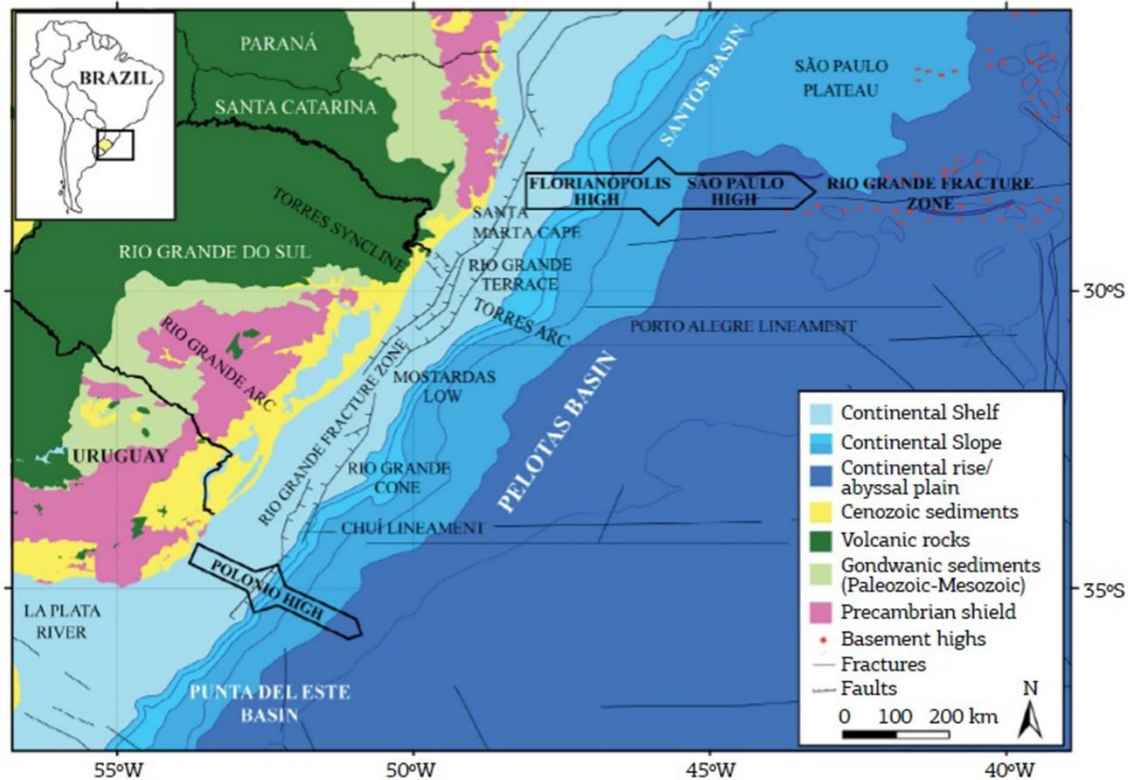 BRAZIL
PARANÁ
SANTA CATARINA
SANTOS BASIN
SÃO PAULO
PLATEAU
FLORIANÓPOLIS
HIGH
SÃO PAULO
HIGH
RIO GRANDE FRACTURE
ZONE
TORRES SYNCLINE
SANTA
MARTA CAPE
RIO GRANDE DO SUL
RIO GRANDE
TERRACE
TORRES ARC
30ºS
PORTO ALEGRE LINEAMENT
RIO GRANDE ARC
RIO GRANDE FRACTURE ZONE
MOSTARDAS
LOW
PELOTAS BASIN
URUGUAY
RIO GRANDE
CONE
CHUÍ LINEAMENT
POLONIO HIGH
35ºS
LA PLATA
RIVER
PUNTA DEL ESTE
BASIN
Continental Shelf
Continental Slope
Continental rise/
abyssal plain
Cenozoic sediments
Volcanic rocks
Gondwanic sediments
(Paleozoic-Mesozoic)
Precambrian shield
Basement highs
Fractures
Faults
N
0 100 200 km
55ºW 50ºW 45ºW 40ºW